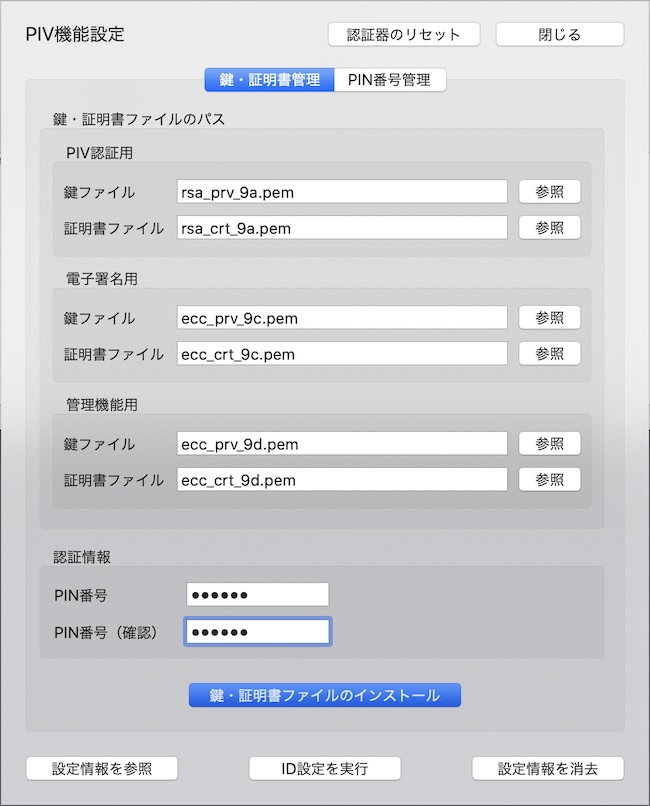 PIV機能設定 認証器のリセット 閉じる
鍵・証明書管理 PIN番号管理
鍵・証明書ファイルのパス
PIV認証用
鍵ファイル rsa_prv_9a.pem 参照
証明書ファイル rsa_crt_9a.pem 参照
電子署名用
鍵ファイル ecc_prv_9c.pem 参照
証明書ファイル ecc_crt_9c.pem 参照
管理機能用
鍵ファイル ecc_prv_9d.pem 参照
証明書ファイル ecc_crt_9d.pem 参照
認証情報
PIN番号 ●●●●●●
PIN番号（確認） ●●●●●●
鍵・証明書ファイルのインストール
設定情報を参照 ID設定を実行 設定情報を消去